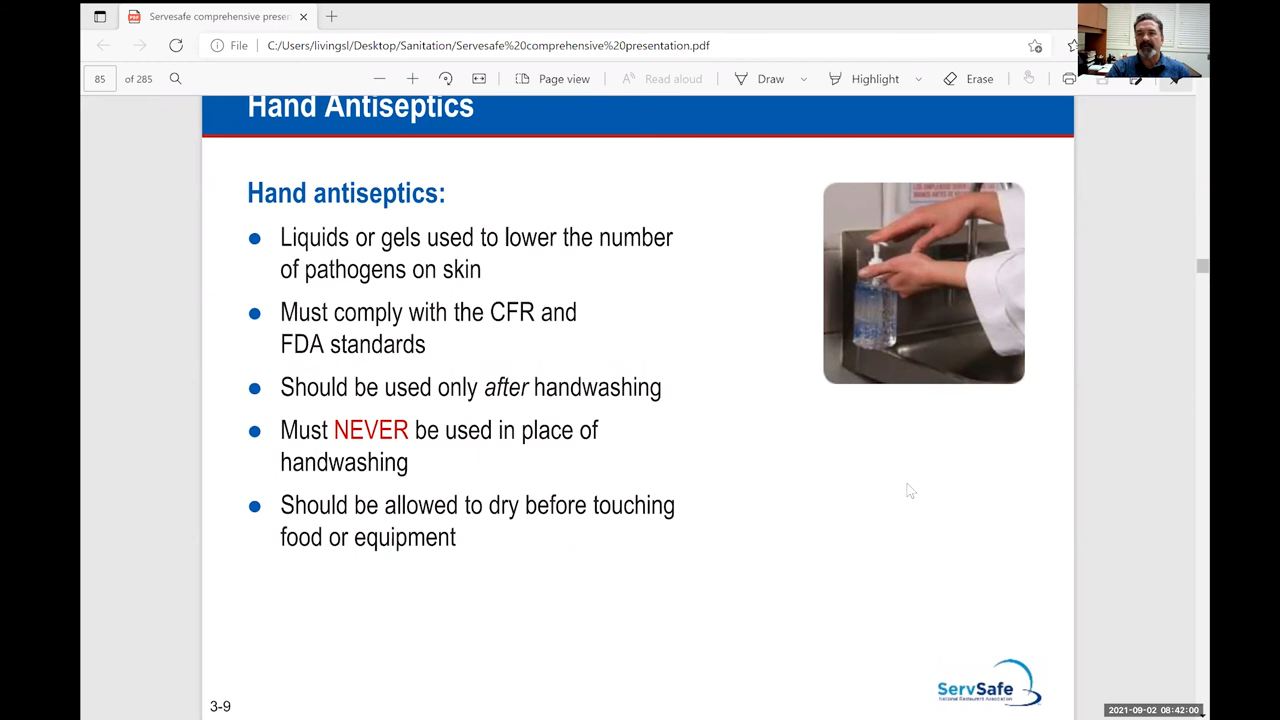 Servesafe comprehensive presen
File C:/Users/livingsl/Desktop/Sanitation/Servesafe%20comprehensive%20presentation.pdf
85 of 285 Page view Read aloud Draw Highlight Erase
Hand Antiseptics
Hand antiseptics:
Liquids or gels used to lower the number
of pathogens on skin
Must comply with the CFR and
FDA standards
Should be used only after handwashing
Must NEVER be used in place of
handwashing
Should be allowed to dry before touching
food or equipment
ServSafe
National Restaurant Association
3-9
2021-09-02 08:42:00